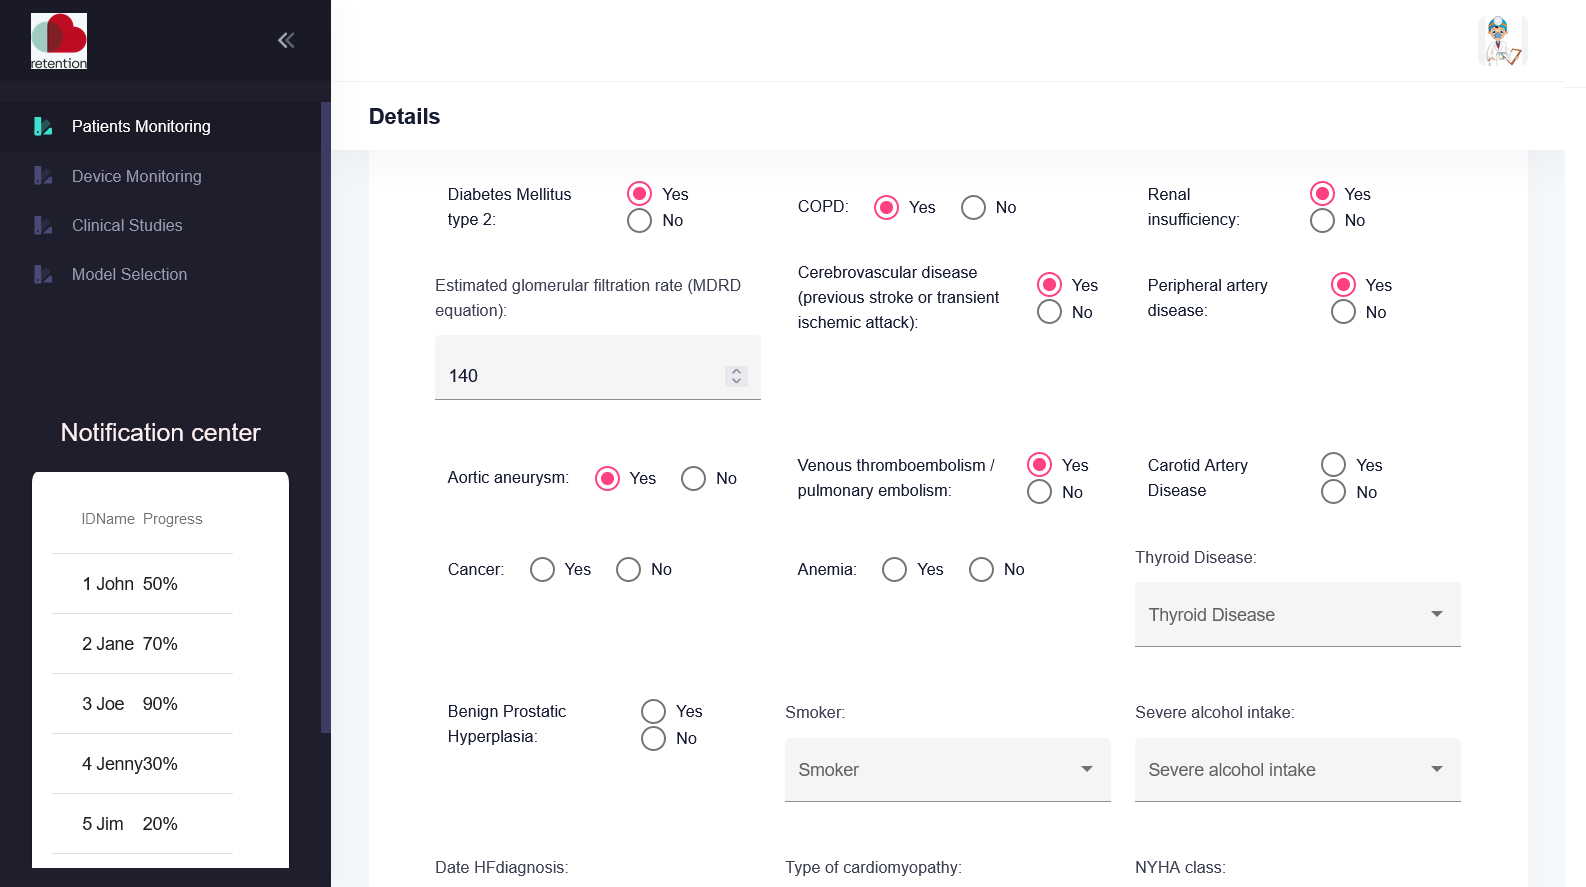 retention
Patients Monitoring
Device Monitoring
Clinical Studies
Model Selection
Notification center
IDName Progress
1 John 50%
2 Jane 70%
3 Joe 90%
4 Jenny30%
5 Jim 20%
Details
Diabetes Mellitus
type 2:
Yes
No
COPD:
Yes
No
Renal
insufficiency:
Yes
No
Estimated glomerular filtration rate (MDRD
equation):
140
Cerebrovascular disease
(previous stroke or transient
ischemic attack):
Yes
No
Peripheral artery
disease:
Yes
No
Aortic aneurysm:
Yes
No
Venous thromboembolism /
pulmonary embolism:
Yes
No
Carotid Artery
Disease
Yes
No
Cancer:
Yes
No
Anemia:
Yes
No
Thyroid Disease:
Thyroid Disease
Benign Prostatic
Hyperplasia:
Yes
No
Smoker:
Smoker
Severe alcohol intake:
Severe alcohol intake
Date HFdiagnosis:
Type of cardiomyopathy:
NYHA class: